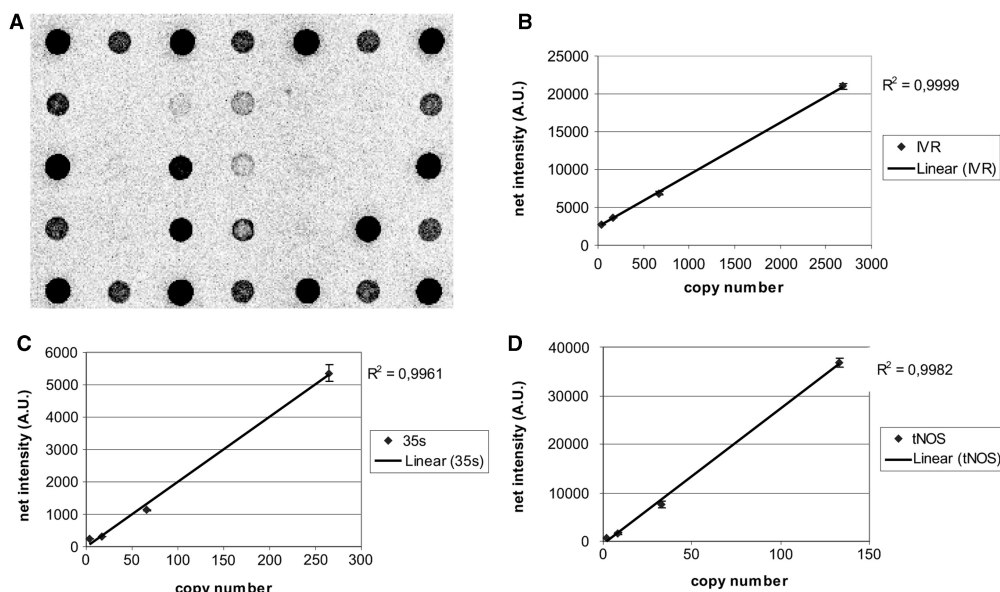 A
B
25000
20000
15000
10000
5000
0
0 500 1000 1500 2000 2500 3000
net intensity (A.U.)
copy number
R² = 0,9999
IVR
Linear (IVR)
C
6000
5000
4000
3000
2000
1000
0
0 50 100 150 200 250 300
net intensity (A.U.)
copy number
R² = 0,9961
35s
Linear (35s)
D
40000
30000
20000
10000
0
0 50 100 150
net intensity (A.U.)
copy number
R² = 0,9982
tNOS
Linear (tNOS)